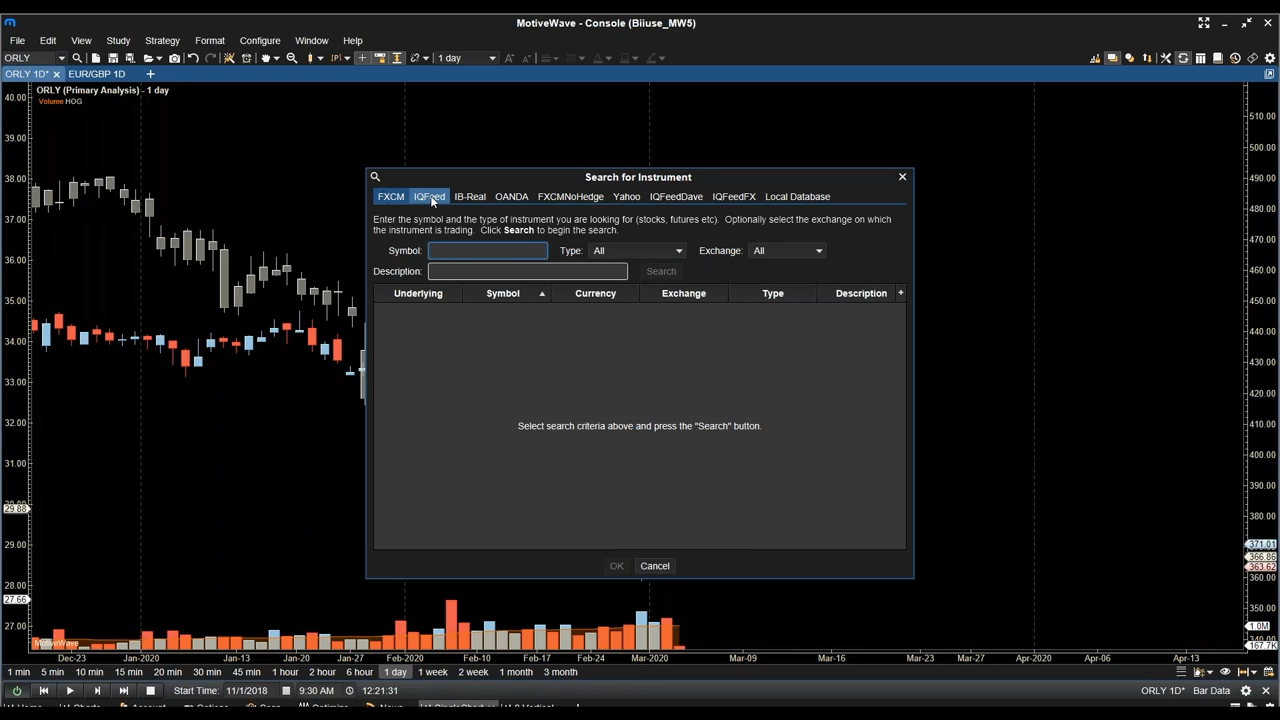 MotiveWave - Console (Biiuse_MW5)
File Edit View Study Strategy Format Configure Window Help
ORLY 1 day
ORLY 1D* EUR/GBP 1D
ORLY (Primary Analysis) - 1 day
Volume HOG
40.00
39.00
38.00
37.00
36.00
35.00
34.00
33.00
32.00
31.00
29.88
29.00
28.00
27.66
27.00
Search for Instrument
FXCM IQFeed IB-Real OANDA FXCMNoHedge Yahoo IQFeedDave IQFeedFX Local Database
Enter the symbol and the type of instrument you are looking for (stocks, futures etc). Optionally select the exchange on which
the instrument is trading. Click Search to begin the search.
Symbol: Type: All Exchange: All
Description: Search
Underlying Symbol Currency Exchange Type Description
Select search criteria above and press the "Search" button.
OK Cancel
510.00
500.00
490.00
480.00
470.00
460.00
450.00
440.00
430.00
420.00
410.00
400.00
390.00
380.00
371.01
366.86
363.62
360.00
350.00
1.0M
167.7K
MotiveWave
Dec-23 Jan-2020 Jan-13 Jan-20 Jan-27 Feb-2020 Feb-10 Feb-17 Feb-24 Mar-2020 Mar-09 Mar-16 Mar-23 Mar-27 Apr-2020 Apr-06 Apr-13
1 min 5 min 10 min 15 min 20 min 30 min 45 min 1 hour 2 hour 6 hour 1 day 1 week 2 week 1 month 3 month
Start Time: 11/1/2018 9:30 AM 12:21:31 ORLY 1D* Bar Data